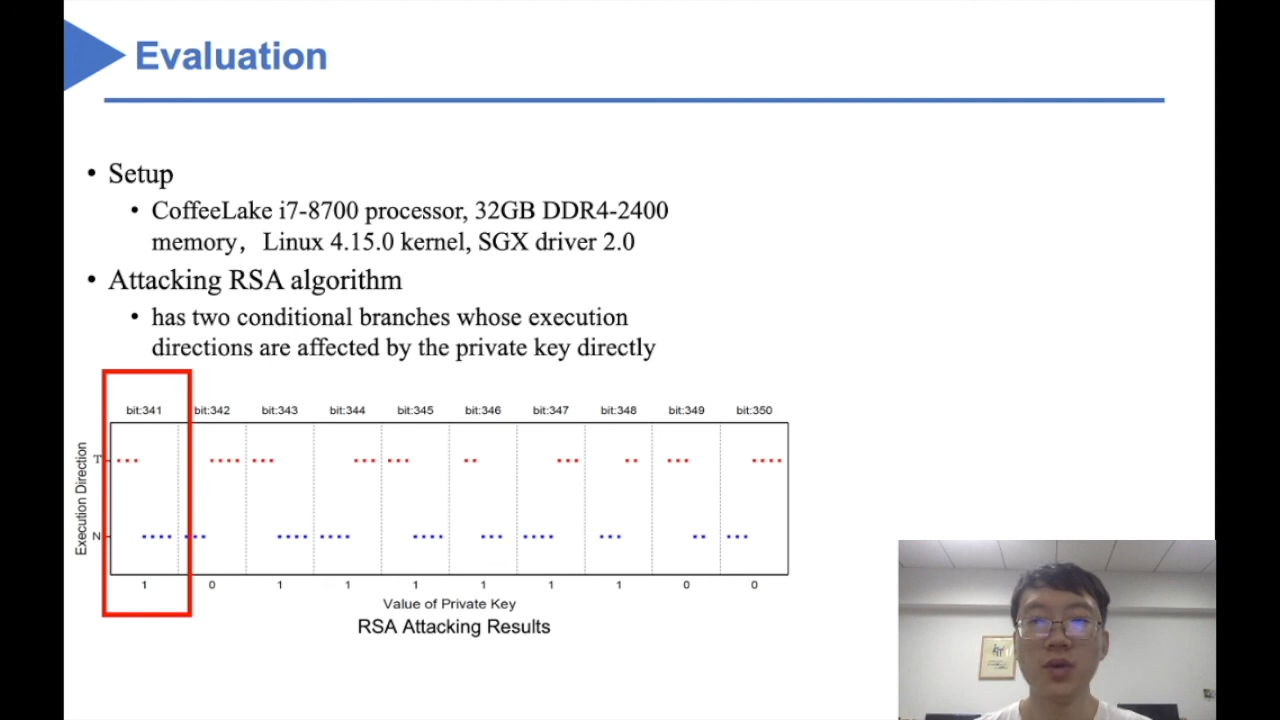 Evaluation
• Setup
• CoffeeLake i7-8700 processor, 32GB DDR4-2400
memory，Linux 4.15.0 kernel, SGX driver 2.0
• Attacking RSA algorithm
• has two conditional branches whose execution
directions are affected by the private key directly
bit:341 bit:342 bit:343 bit:344 bit:345 bit:346 bit:347 bit:348 bit:349 bit:350
Execution Direction
T
N
1 0 1 1 1 1 1 1 0 0
Value of Private Key
RSA Attacking Results